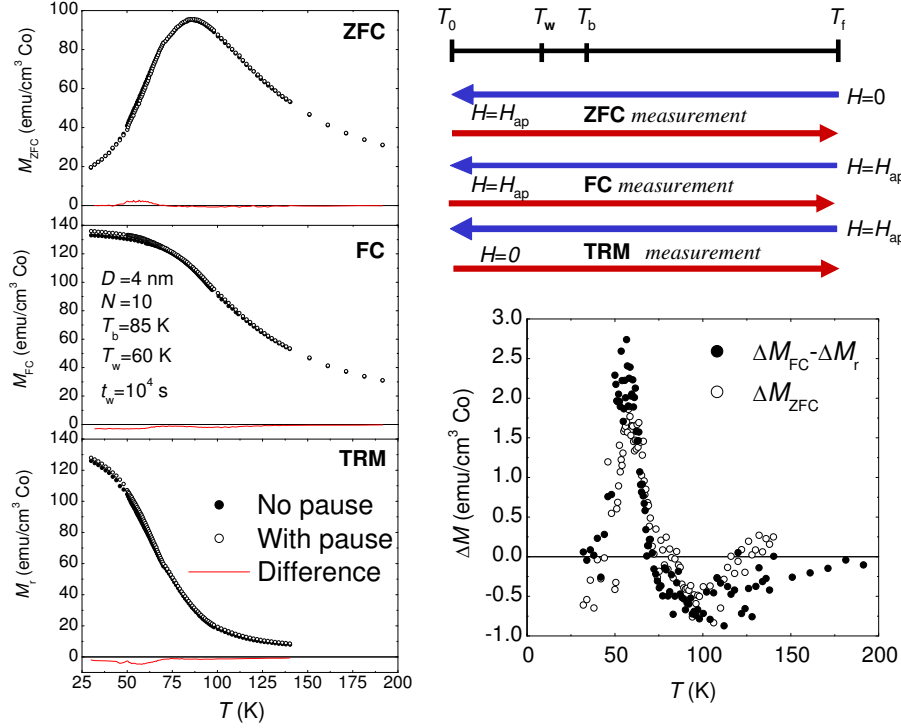 ZFC
100
80
60
40
20
0
M_ZFC (emu/cm³ Co)
FC
140
120
100
80
60
40
20
0
M_FC (emu/cm³ Co)
D =4 nm
N =10
T_b=85 K
T_w=60 K
t_w=10⁴ s
TRM
140
120
100
80
60
40
20
0
M_r (emu/cm³ Co)
No pause
With pause
Difference
25 50 75 100 125 150 175 200
T (K)
T_0 T_w T_b T_f
H=0
H=H_ap ZFC measurement
H=H_ap
H=H_ap FC measurement
H=H_ap
H=0 TRM measurement
3.0
2.5
2.0
1.5
1.0
0.5
0.0
-0.5
-1.0
ΔM (emu/cm³ Co)
ΔM_FC-ΔM_r
ΔM_ZFC
0 50 100 150 200
T (K)